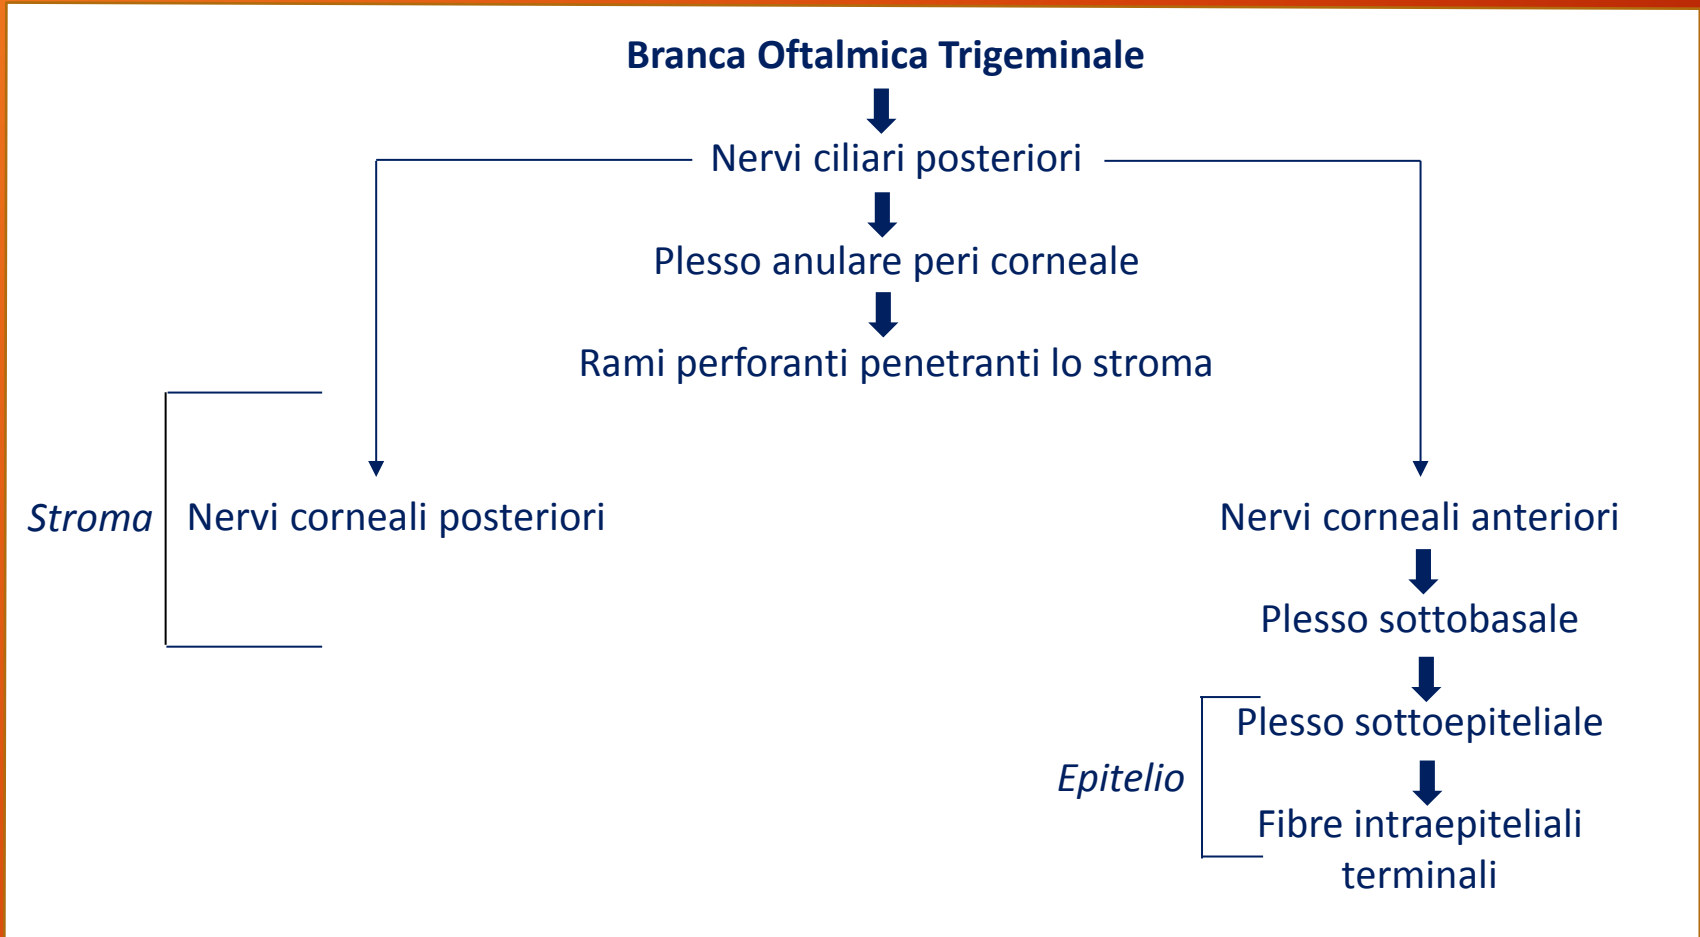 Branca Oftalmica Trigeminale
Nervi ciliari posteriori
Plesso anulare peri corneale
Rami perforanti penetranti lo stroma
Stroma
Nervi corneali posteriori
Nervi corneali anteriori
Plesso sottobasale
Plesso sottoepiteliale
Epitelio
Fibre intraepiteliali
terminali